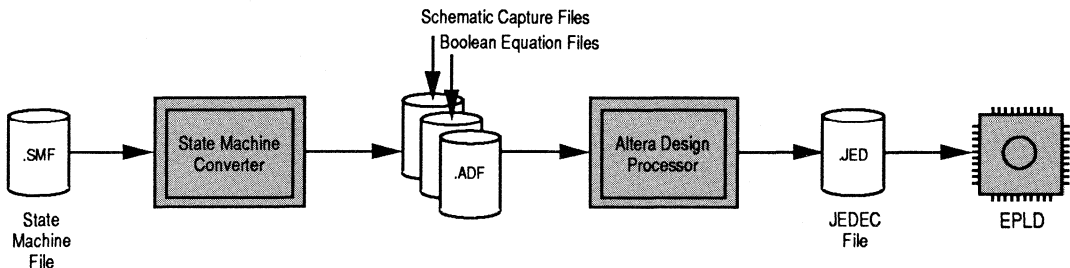 Schematic Capture Files
Boolean Equation Files
.SMF
State Machine
Converter
.ADF
Altera Design
Processor
.JED
State
Machine
File
JEDEC
File
EPLD